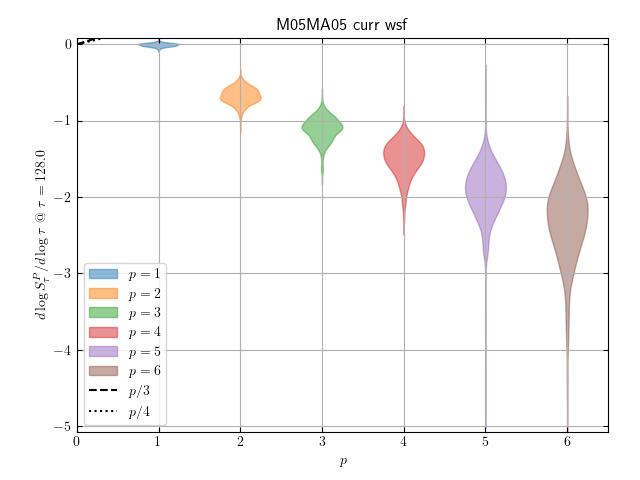 M05MA05 curr wsf
d log S_τ^P / d log τ @ τ = 128.0
0
−1
−2
−3
−4
−5
p = 1
p = 2
p = 3
p = 4
p = 5
p = 6
p/3
p/4
0 1 2 3 4 5 6
p